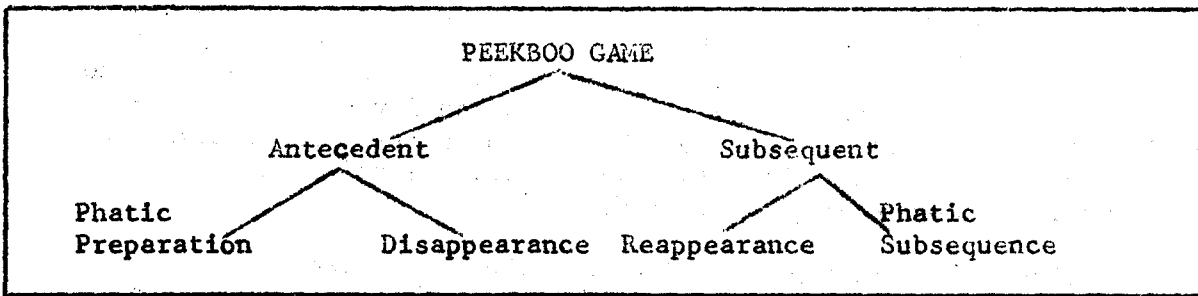 PEEKBOO GAME
Antecedent Subsequent
Phatic Phatic
Preparation Disappearance Reappearance Subsequence